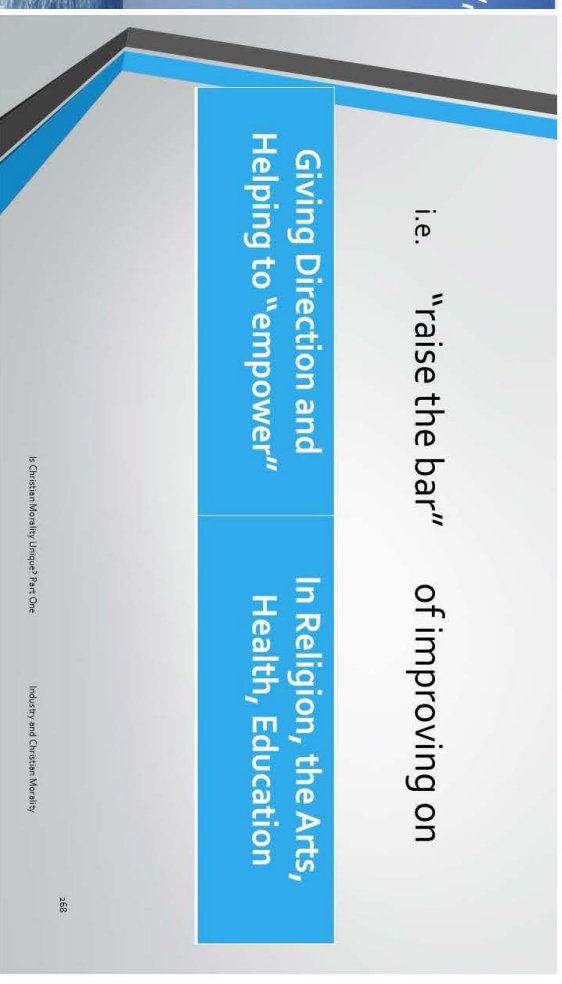 i.e. "raise the bar" of improving on
Giving Direction and
Helping to "empower"
In Religion, the Arts,
Health, Education
Is Christian Morality Unique? Part One
Industry and Christian Morality
268